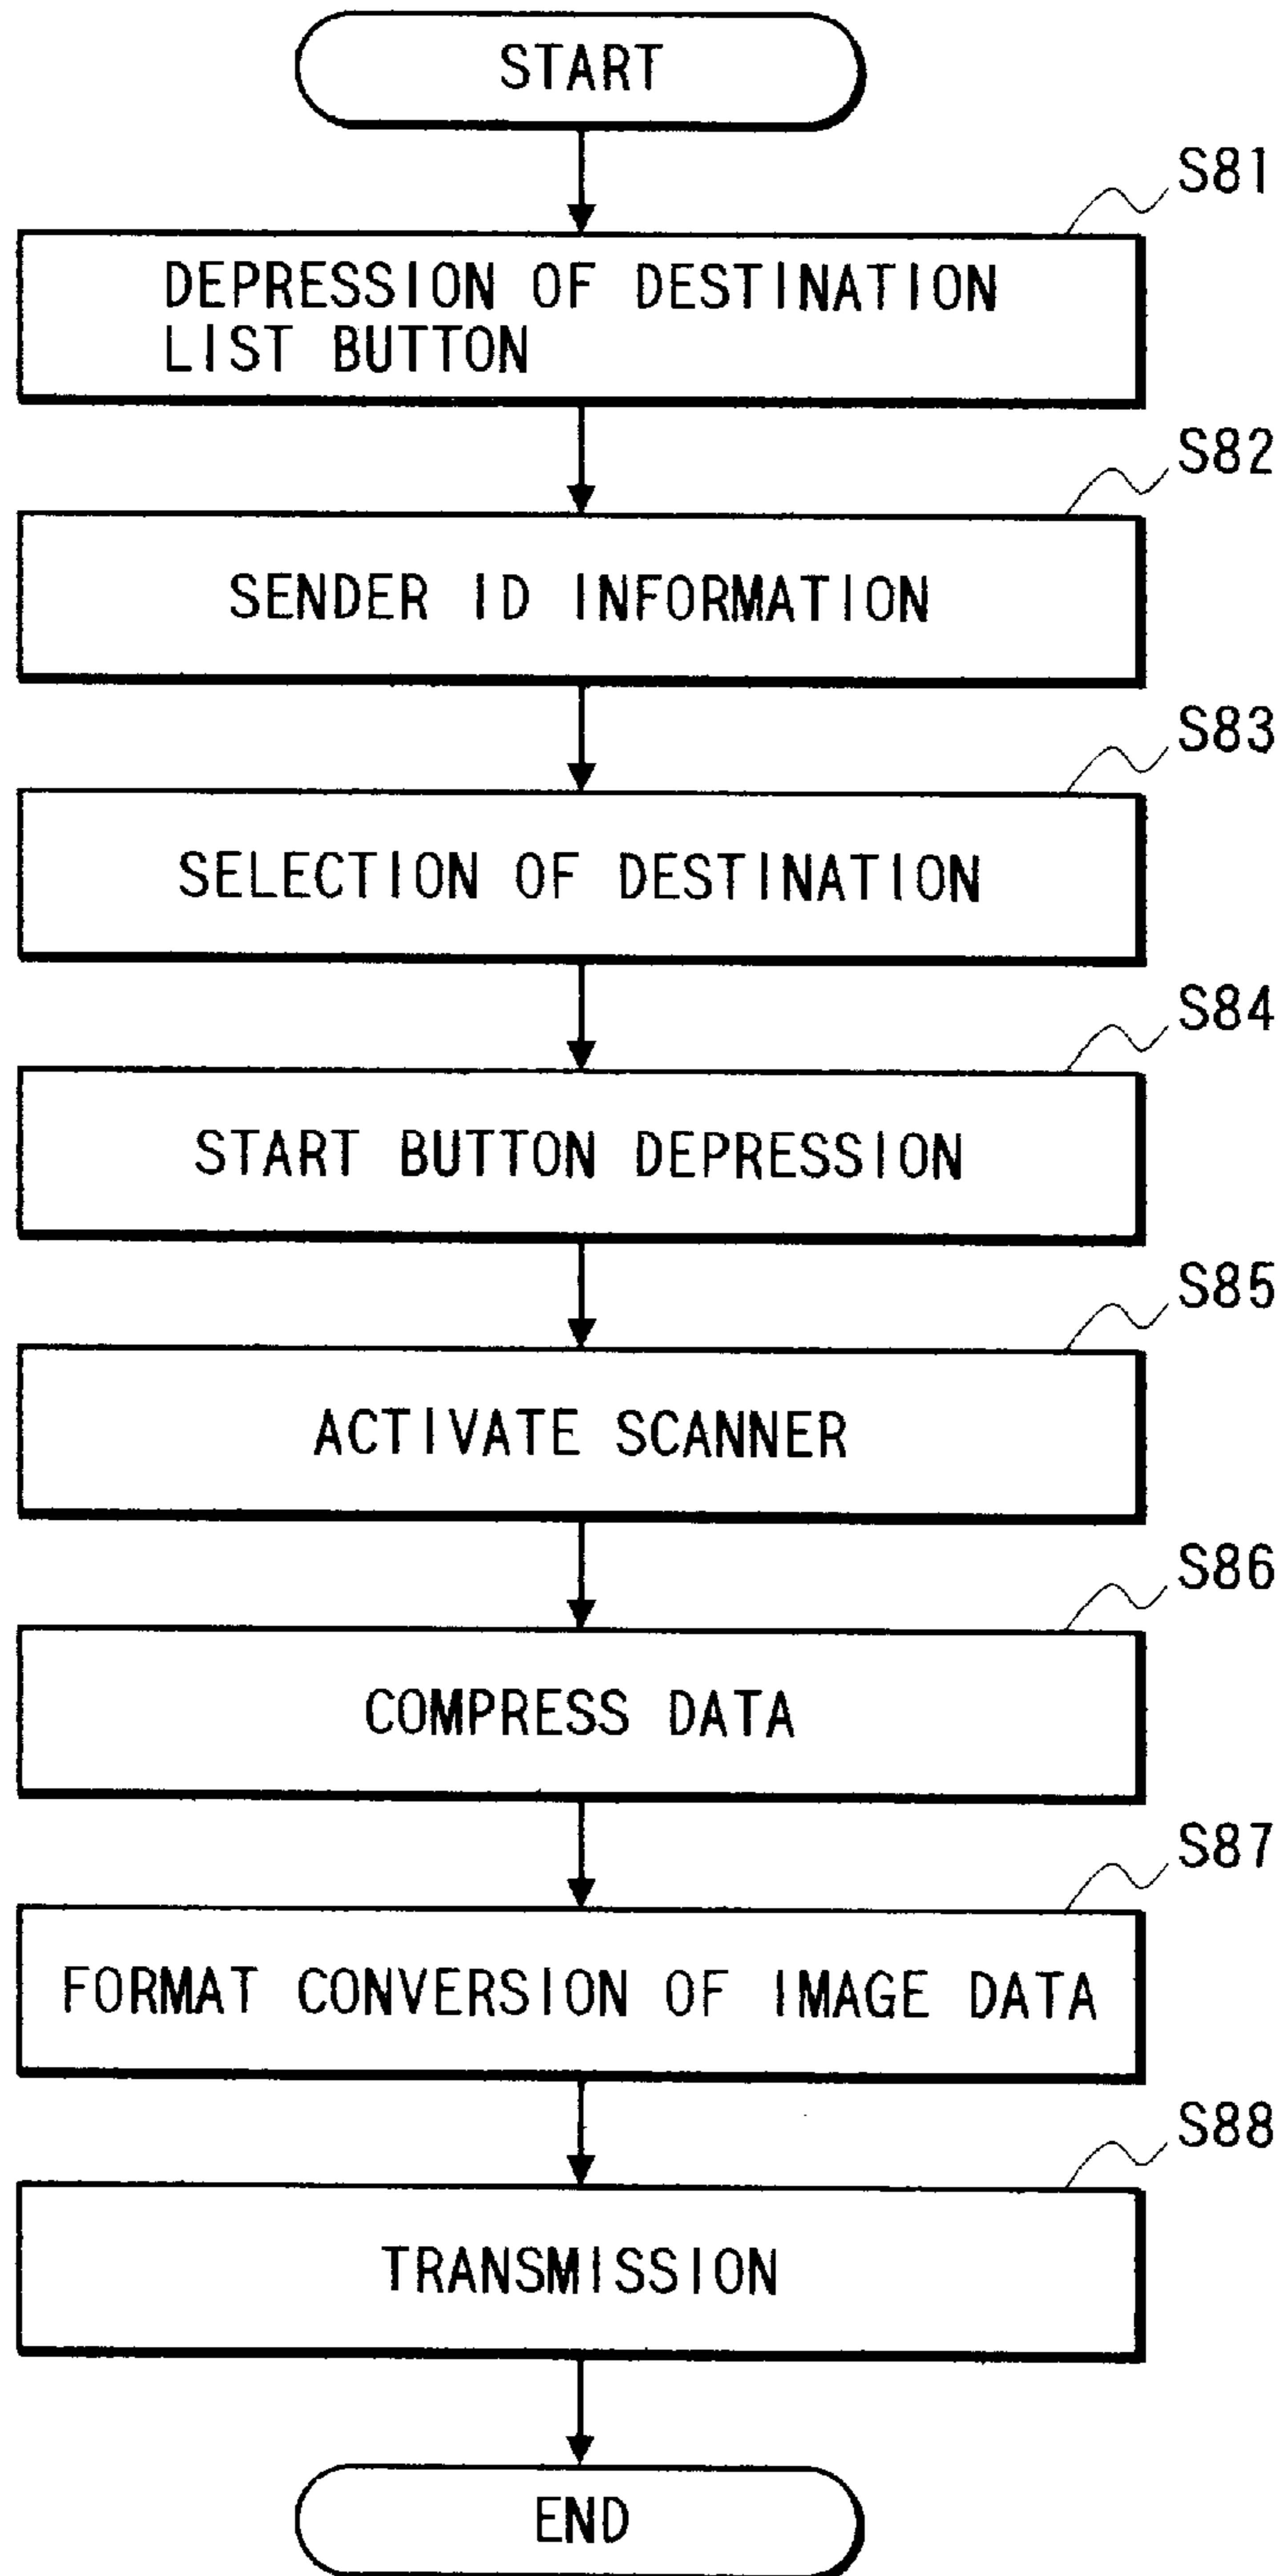 START
S81
DEPRESSION OF DESTINATION
LIST BUTTON
S82
SENDER ID INFORMATION
S83
SELECTION OF DESTINATION
S84
START BUTTON DEPRESSION
S85
ACTIVATE SCANNER
S86
COMPRESS DATA
S87
FORMAT CONVERSION OF IMAGE DATA
S88
TRANSMISSION
END